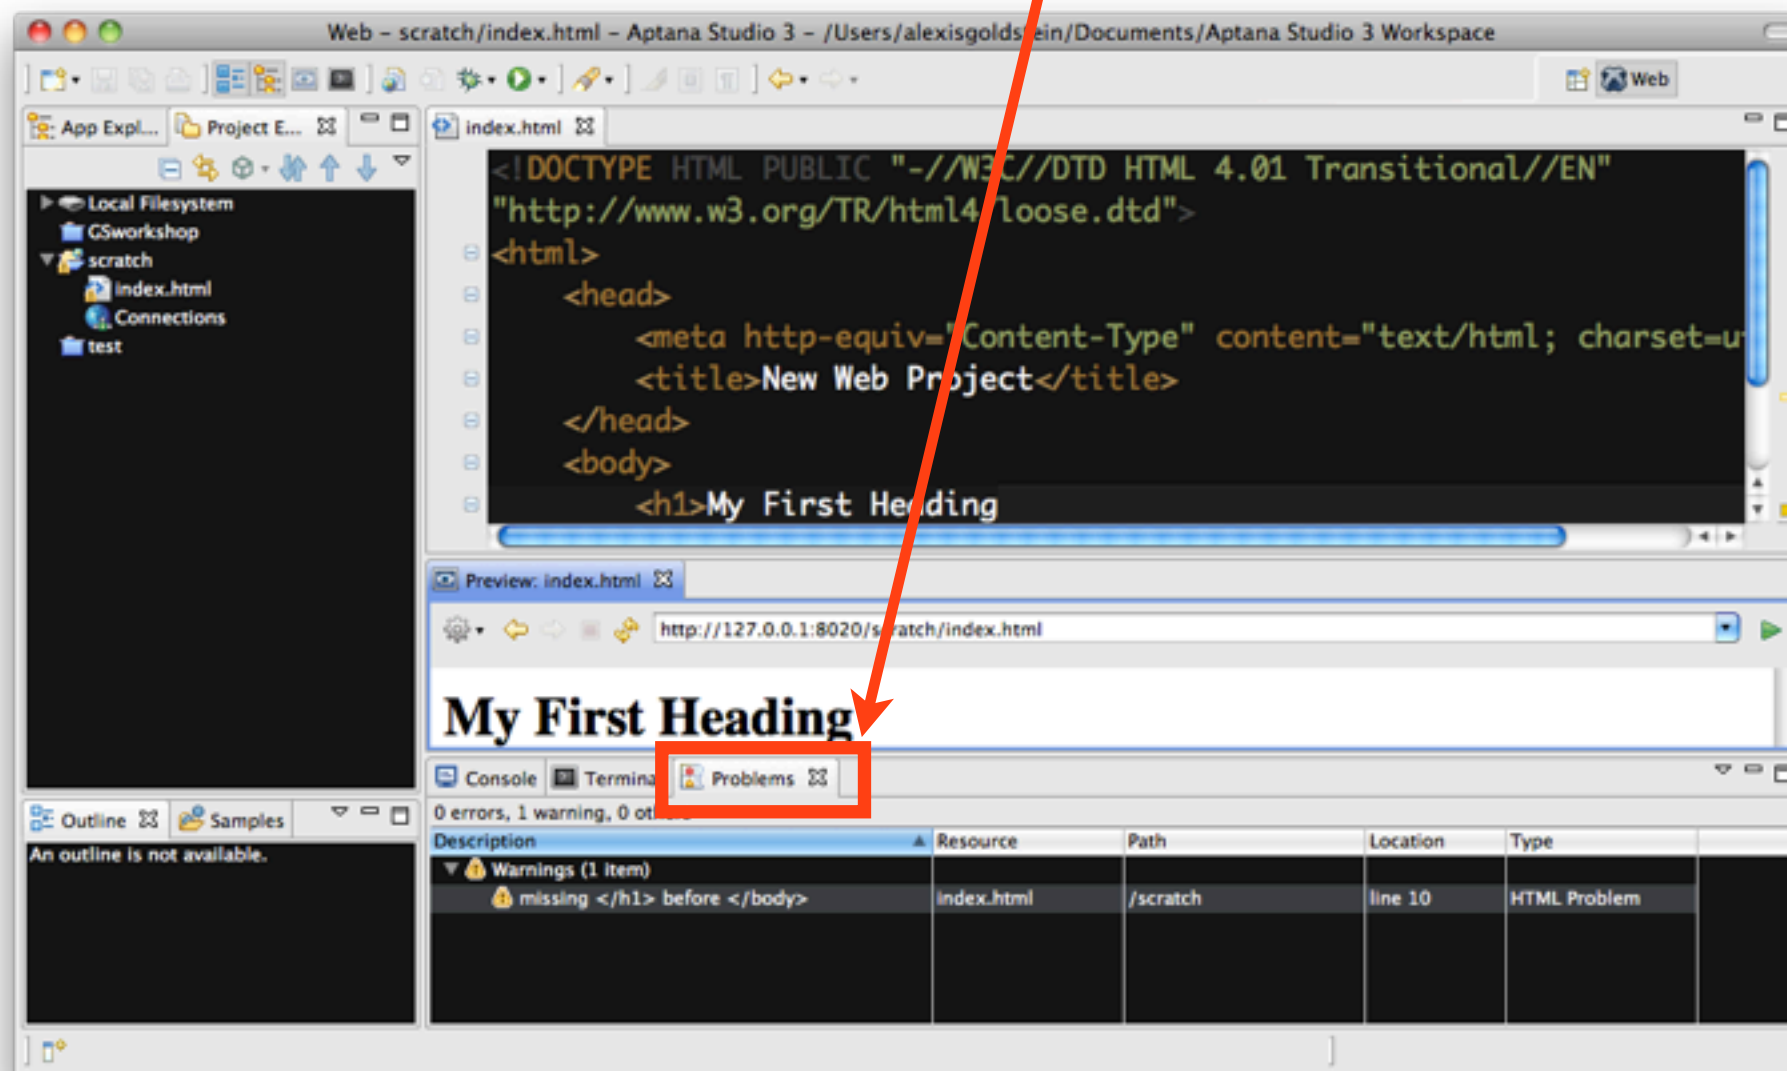 Web – scratch/index.html – Aptana Studio 3 – /Users/alexisgoldstein/Documents/Aptana Studio 3 Workspace
Web
App Expl...
Project E...
index.html
Local Filesystem
GSworkshop
scratch
index.html
Connections
test
<!DOCTYPE HTML PUBLIC "-//W3C//DTD HTML 4.01 Transitional//EN"
"http://www.w3.org/TR/html4/loose.dtd">
<html>
<head>
<meta http-equiv="Content-Type" content="text/html; charset=u
<title>New Web Project</title>
</head>
<body>
<h1>My First Heading
Preview: index.html
http://127.0.0.1:8020/scratch/index.html
My First Heading
Console
Termina
Problems
0 errors, 1 warning, 0
Description Resource Path Location Type
Warnings (1 item)
missing </h1> before </body> index.html /scratch line 10 HTML Problem
Outline
Samples
An outline is not available.